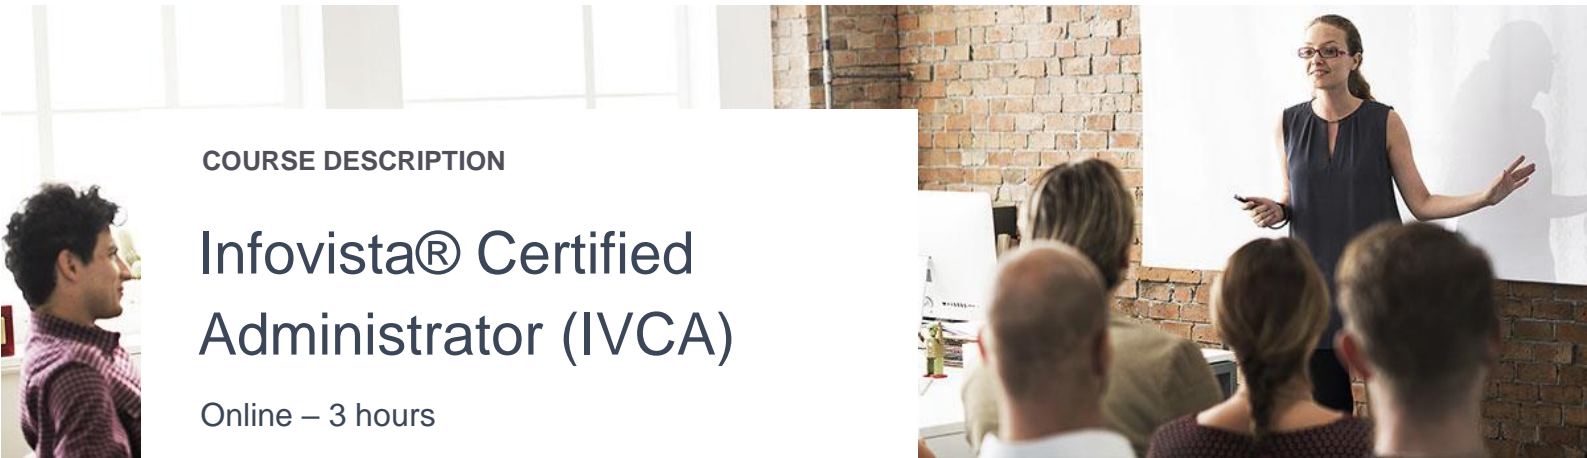 COURSE DESCRIPTION
Infovista® Certified
Administrator (IVCA)
Online – 3 hours